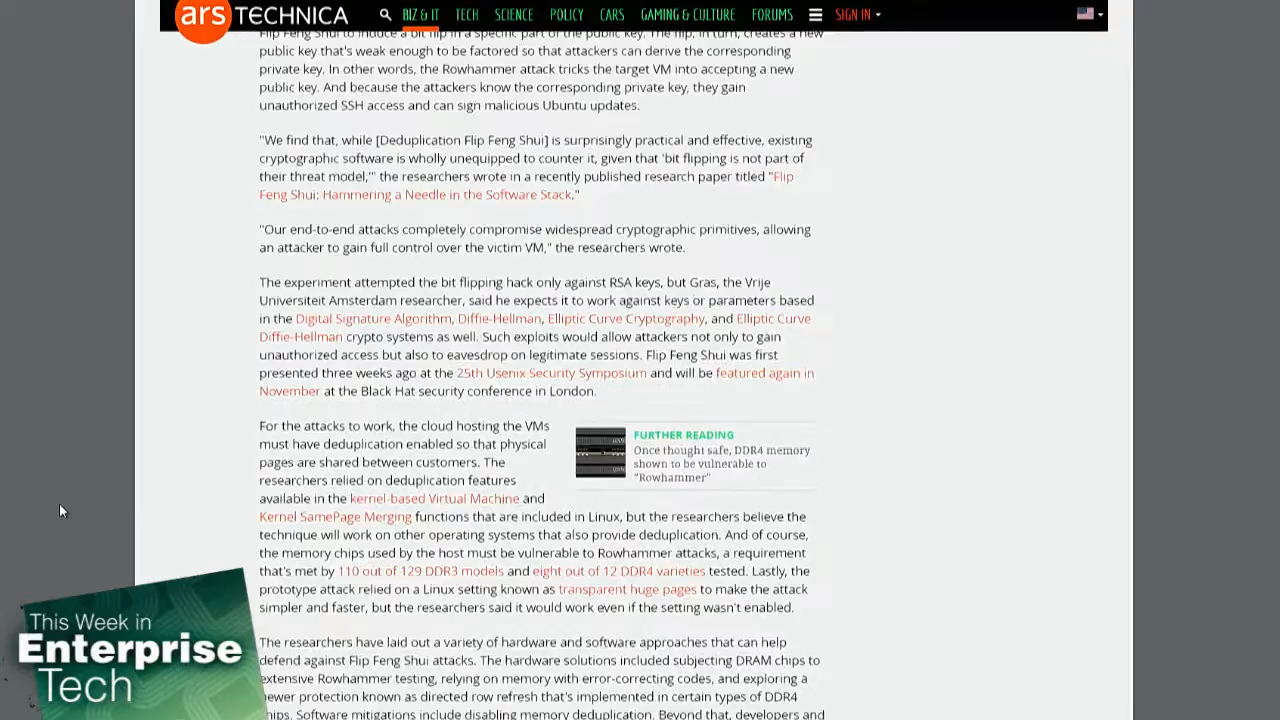 ars TECHNICA
BIZ & IT TECH SCIENCE POLICY CARS GAMING & CULTURE FORUMS SIGN IN
Flip Feng Shui to induce a bit flip in a specific part of the public key. The flip, in turn, creates a new
public key that's weak enough to be factored so that attackers can derive the corresponding
private key. In other words, the Rowhammer attack tricks the target VM into accepting a new
public key. And because the attackers know the corresponding private key, they gain
unauthorized SSH access and can sign malicious Ubuntu updates.
"We find that, while [Deduplication Flip Feng Shui] is surprisingly practical and effective, existing
cryptographic software is wholly unequipped to counter it, given that 'bit flipping is not part of
their threat model,'" the researchers wrote in a recently published research paper titled "Flip
Feng Shui: Hammering a Needle in the Software Stack."
"Our end-to-end attacks completely compromise widespread cryptographic primitives, allowing
an attacker to gain full control over the victim VM," the researchers wrote.
The experiment attempted the bit flipping hack only against RSA keys, but Gras, the Vrije
Universiteit Amsterdam researcher, said he expects it to work against keys or parameters based
in the Digital Signature Algorithm, Diffie-Hellman, Elliptic Curve Cryptography, and Elliptic Curve
Diffie-Hellman crypto systems as well. Such exploits would allow attackers not only to gain
unauthorized access but also to eavesdrop on legitimate sessions. Flip Feng Shui was first
presented three weeks ago at the 25th Usenix Security Symposium and will be featured again in
November at the Black Hat security conference in London.
For the attacks to work, the cloud hosting the VMs
must have deduplication enabled so that physical
pages are shared between customers. The
researchers relied on deduplication features
available in the kernel-based Virtual Machine and
Kernel SamePage Merging functions that are included in Linux, but the researchers believe the
technique will work on other operating systems that also provide deduplication. And of course,
the memory chips used by the host must be vulnerable to Rowhammer attacks, a requirement
that's met by 110 out of 129 DDR3 models and eight out of 12 DDR4 varieties tested. Lastly, the
prototype attack relied on a Linux setting known as transparent huge pages to make the attack
simpler and faster, but the researchers said it would work even if the setting wasn't enabled.
FURTHER READING
Once thought safe, DDR4 memory
shown to be vulnerable to
"Rowhammer"
The researchers have laid out a variety of hardware and software approaches that can help
defend against Flip Feng Shui attacks. The hardware solutions included subjecting DRAM chips to
extensive Rowhammer testing, relying on memory with error-correcting codes, and exploring a
newer protection known as directed row refresh that's implemented in certain types of DDR4
chips. Software mitigations include disabling memory deduplication. Beyond that, developers and
This Week in
Enterprise
Tech